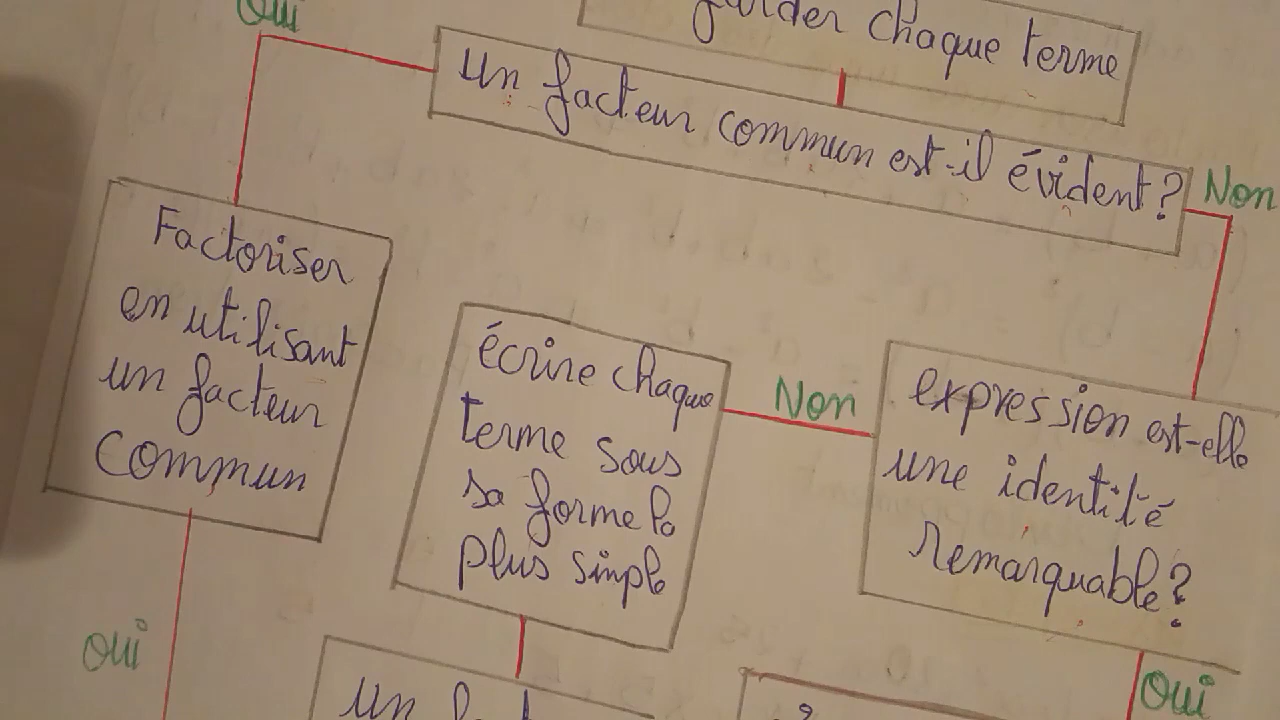 oui
chaque terme
un facteur commun est-il évident ?
Non
Factoriser
en utilisant
un facteur
commun
écrire chaque
terme sous
sa forme la
plus simple
Non
expression est-elle
une identité
remarquable ?
oui
oui
un